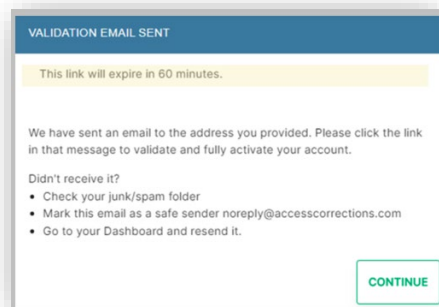 VALIDATION EMAIL SENT
This link will expire in 60 minutes.
We have sent an email to the address you provided. Please click the link
in that message to validate and fully activate your account.
Didn't receive it?
• Check your junk/spam folder
• Mark this email as a safe sender noreply@accesscorrections.com
• Go to your Dashboard and resend it.
CONTINUE